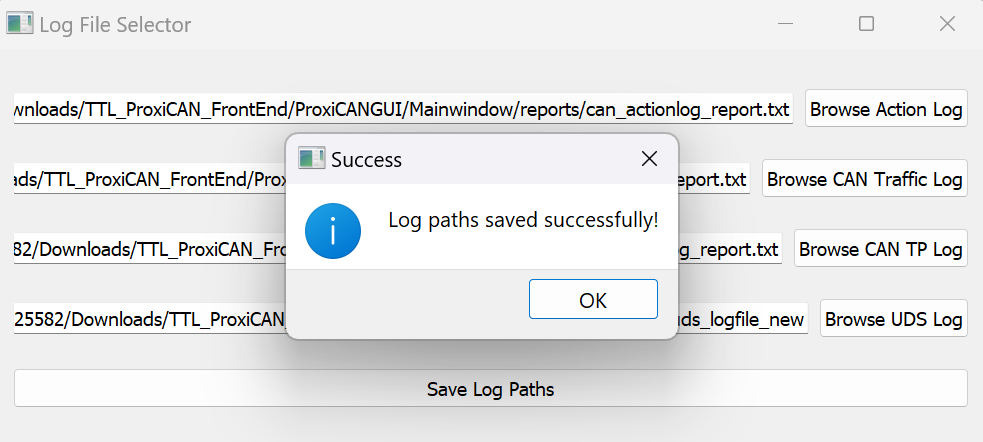 Log File Selector
wnloads/TTL_ProxiCAN_FrontEnd/ProxiCANGUI/Mainwindow/reports/can_actionlog_report.txt Browse Action Log
Success
ads/TTL_ProxiCAN_FrontEnd/Prox eport.txt Browse CAN Traffic Log
Log paths saved successfully!
82/Downloads/TTL_ProxiCAN_Fro g_report.txt Browse CAN TP Log
OK
25582/Downloads/TTL_ProxiCAN_ uds_logfile_new Browse UDS Log
Save Log Paths